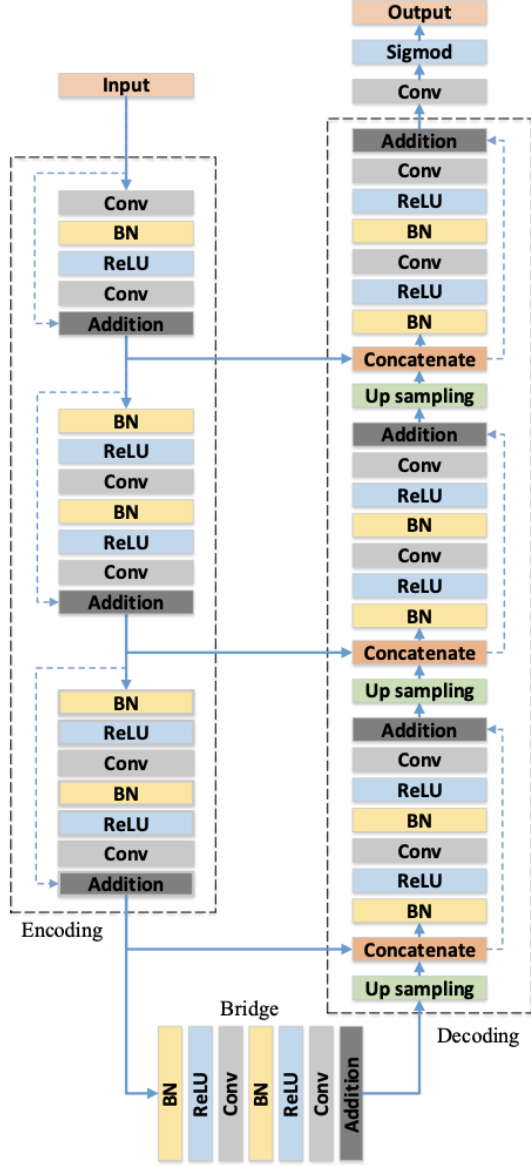 Input
Conv
BN
ReLU
Conv
Addition
BN
ReLU
Conv
BN
ReLU
Conv
Addition
BN
ReLU
Conv
BN
ReLU
Conv
Addition
Encoding
Bridge
BN
ReLU
Conv
BN
ReLU
Conv
Addition
Output
Sigmod
Conv
Addition
Conv
ReLU
BN
Conv
ReLU
BN
Concatenate
Up sampling
Addition
Conv
ReLU
BN
Conv
ReLU
BN
Concatenate
Up sampling
Addition
Conv
ReLU
BN
Conv
ReLU
BN
Concatenate
Up sampling
Decoding